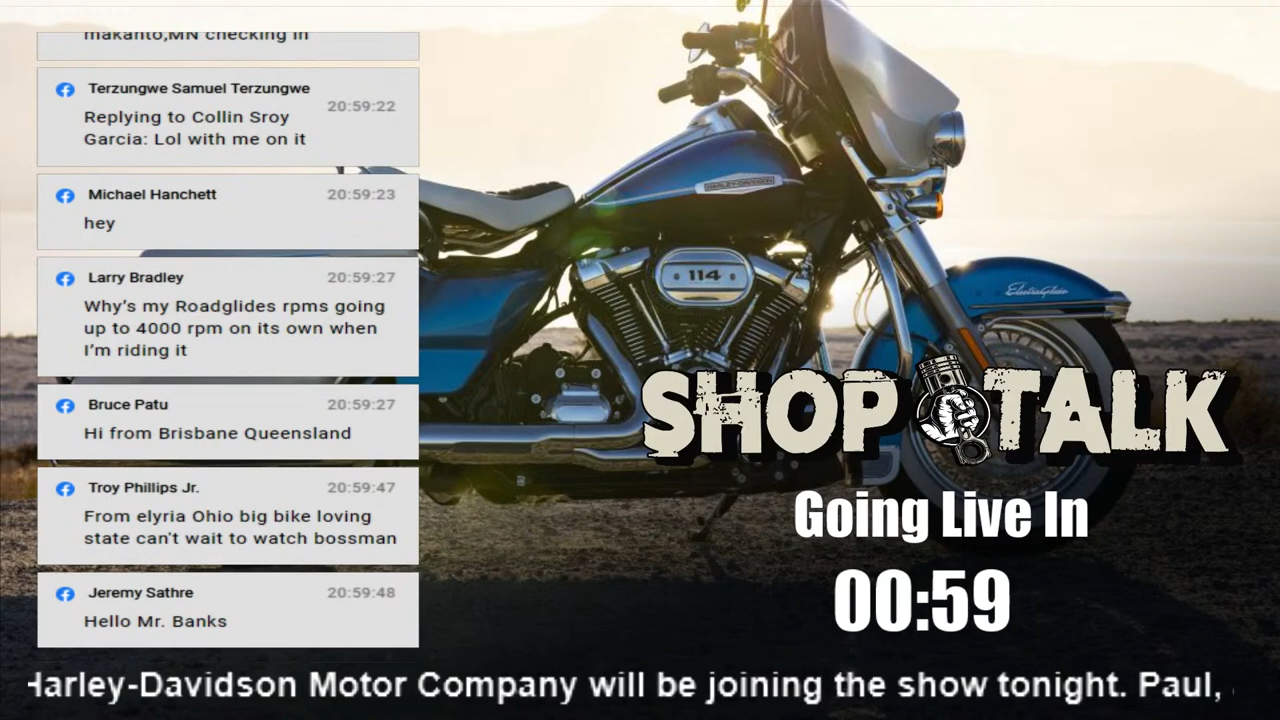 makanto,MN checking in
Terzungwe Samuel Terzungwe
20:59:22
Replying to Collin Sroy
Garcia: Lol with me on it
Michael Hanchett
20:59:23
hey
Larry Bradley
20:59:27
Why's my Roadglides rpms going
up to 4000 rpm on its own when
I'm riding it
Bruce Patu
20:59:27
Hi from Brisbane Queensland
Troy Phillips Jr.
20:59:47
From elyria Ohio big bike loving
state can't wait to watch bossman
Jeremy Sathre
20:59:48
Hello Mr. Banks
HARLEY-DAVIDSON
114
ElectraGlide
SHOP TALK
Going Live In
00:59
Harley-Davidson Motor Company will be joining the show tonight. Paul,